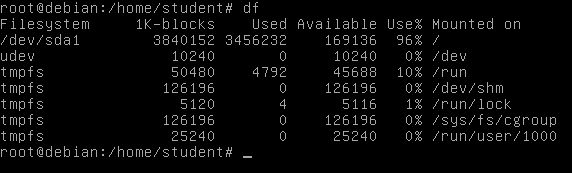 root@debian:/home/student# df
Filesystem     1K-blocks    Used Available Use% Mounted on
/dev/sda1        3840152 3456232    169136  96% /
udev               10240       0     10240   0% /dev
tmpfs              50480    4792     45688  10% /run
tmpfs             126196       0    126196   0% /dev/shm
tmpfs               5120       4      5116   1% /run/lock
tmpfs             126196       0    126196   0% /sys/fs/cgroup
tmpfs              25240       0     25240   0% /run/user/1000
root@debian:/home/student# _